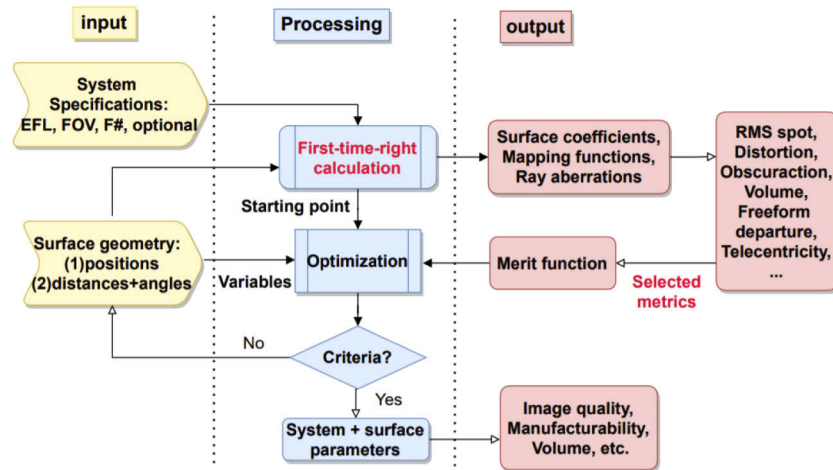 input
Processing
output
System
Specifications:
EFL, FOV, F#, optional
First-time-right
calculation
Surface coefficients,
Mapping functions,
Ray aberrations
RMS spot,
Distortion,
Obscuraction,
Volume,
Freeform
departure,
Telecentricity,
...
Starting point
Surface geometry:
(1)positions
(2)distances+angles
Variables
Optimization
Merit function
Selected
metrics
No
Criteria?
Yes
System + surface
parameters
Image quality,
Manufacturability,
Volume, etc.